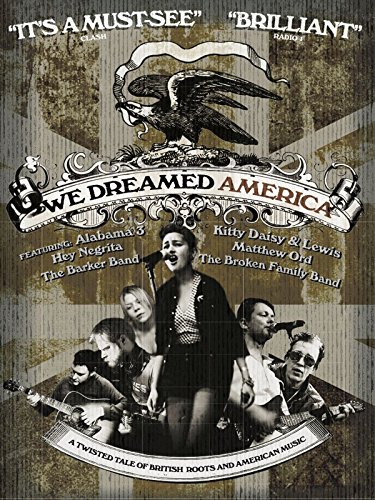 "IT'S A MUST-SEE"
CLASH
"BRILLIANT"
RADIO 4
WE DREAMED AMERICA
FEATURING: Alabama 3
Hey Negrita
The Barker Band
Kitty Daisy & Lewis
Matthew Ord
The Broken Family Band
A TWISTED TALE OF BRITISH ROOTS AND AMERICAN MUSIC